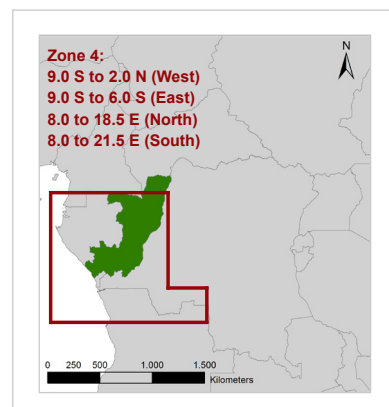 Zone 4:
9.0 S to 2.0 N (West)
9.0 S to 6.0 S (East)
8.0 to 18.5 E (North)
8.0 to 21.5 E (South)
N
0 250 500 1.000 1.500
Kilometers